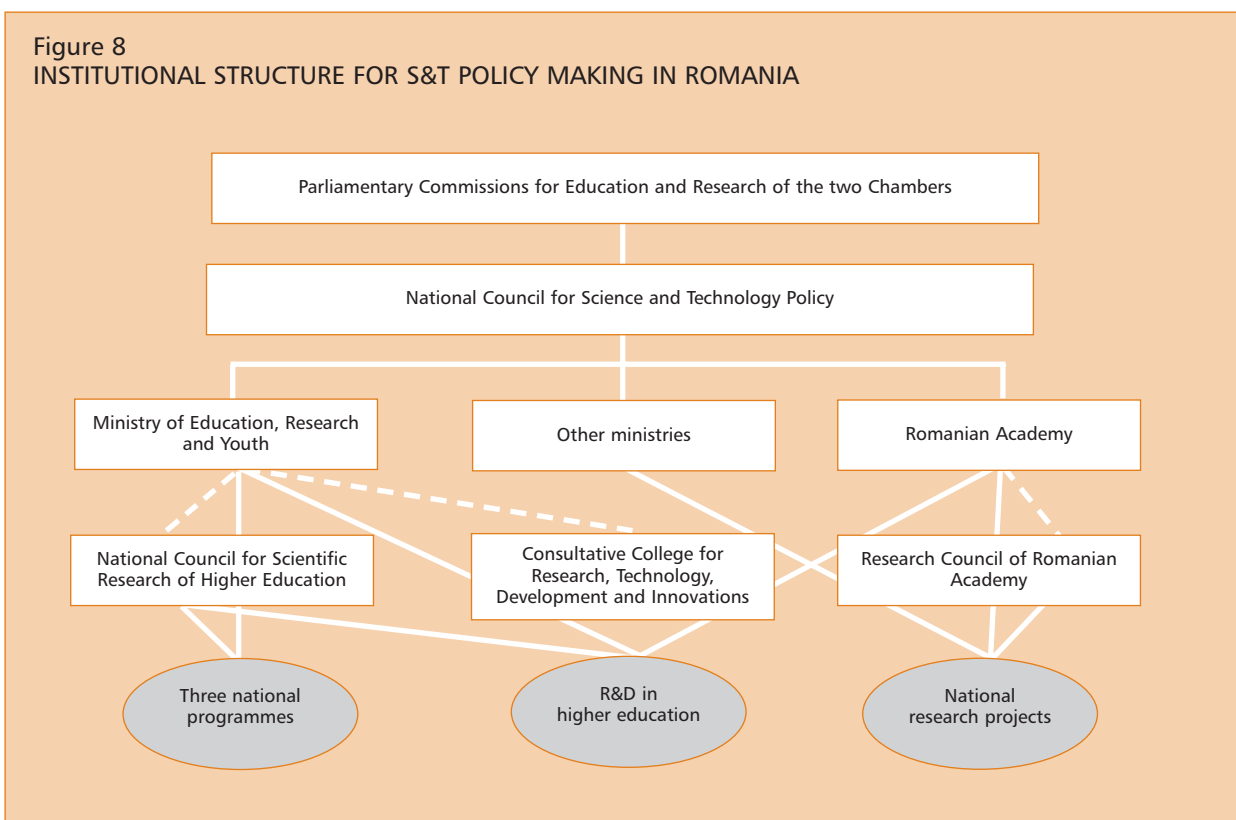 Figure 8
INSTITUTIONAL STRUCTURE FOR S&T POLICY MAKING IN ROMANIA
Parliamentary Commissions for Education and Research of the two Chambers
National Council for Science and Technology Policy
Ministry of Education, Research
and Youth
Other ministries
Romanian Academy
National Council for Scientific
Research of Higher Education
Consultative College for
Research, Technology,
Development and Innovations
Research Council of Romanian
Academy
Three national
programmes
R&D in
higher education
National
research projects